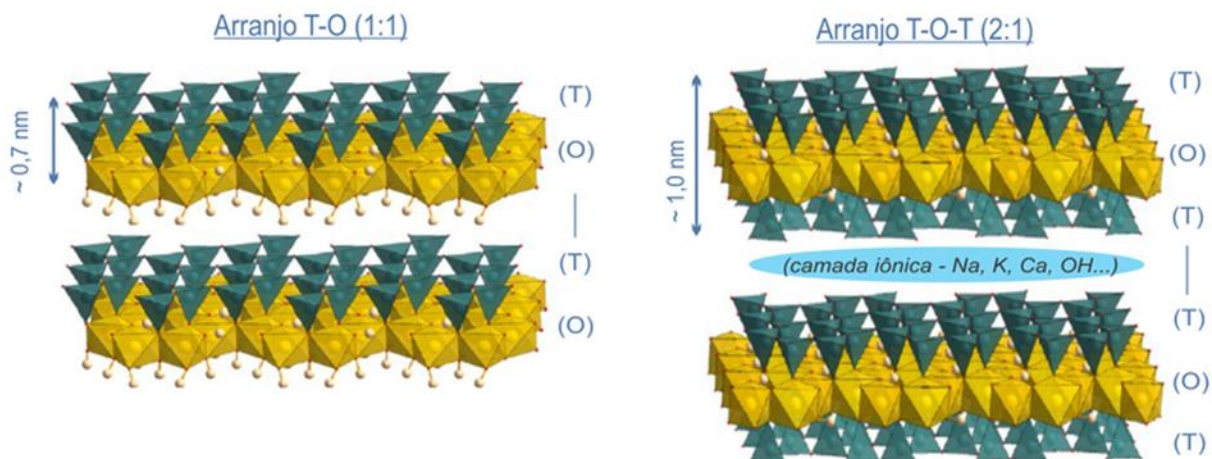 Arranjo T-O (1:1)
~ 0,7 nm
(T)
(O)
(T)
(O)
Arranjo T-O-T (2:1)
~ 1,0 nm
(T)
(O)
(T)
(camada iônica - Na, K, Ca, OH...)
(T)
(O)
(T)